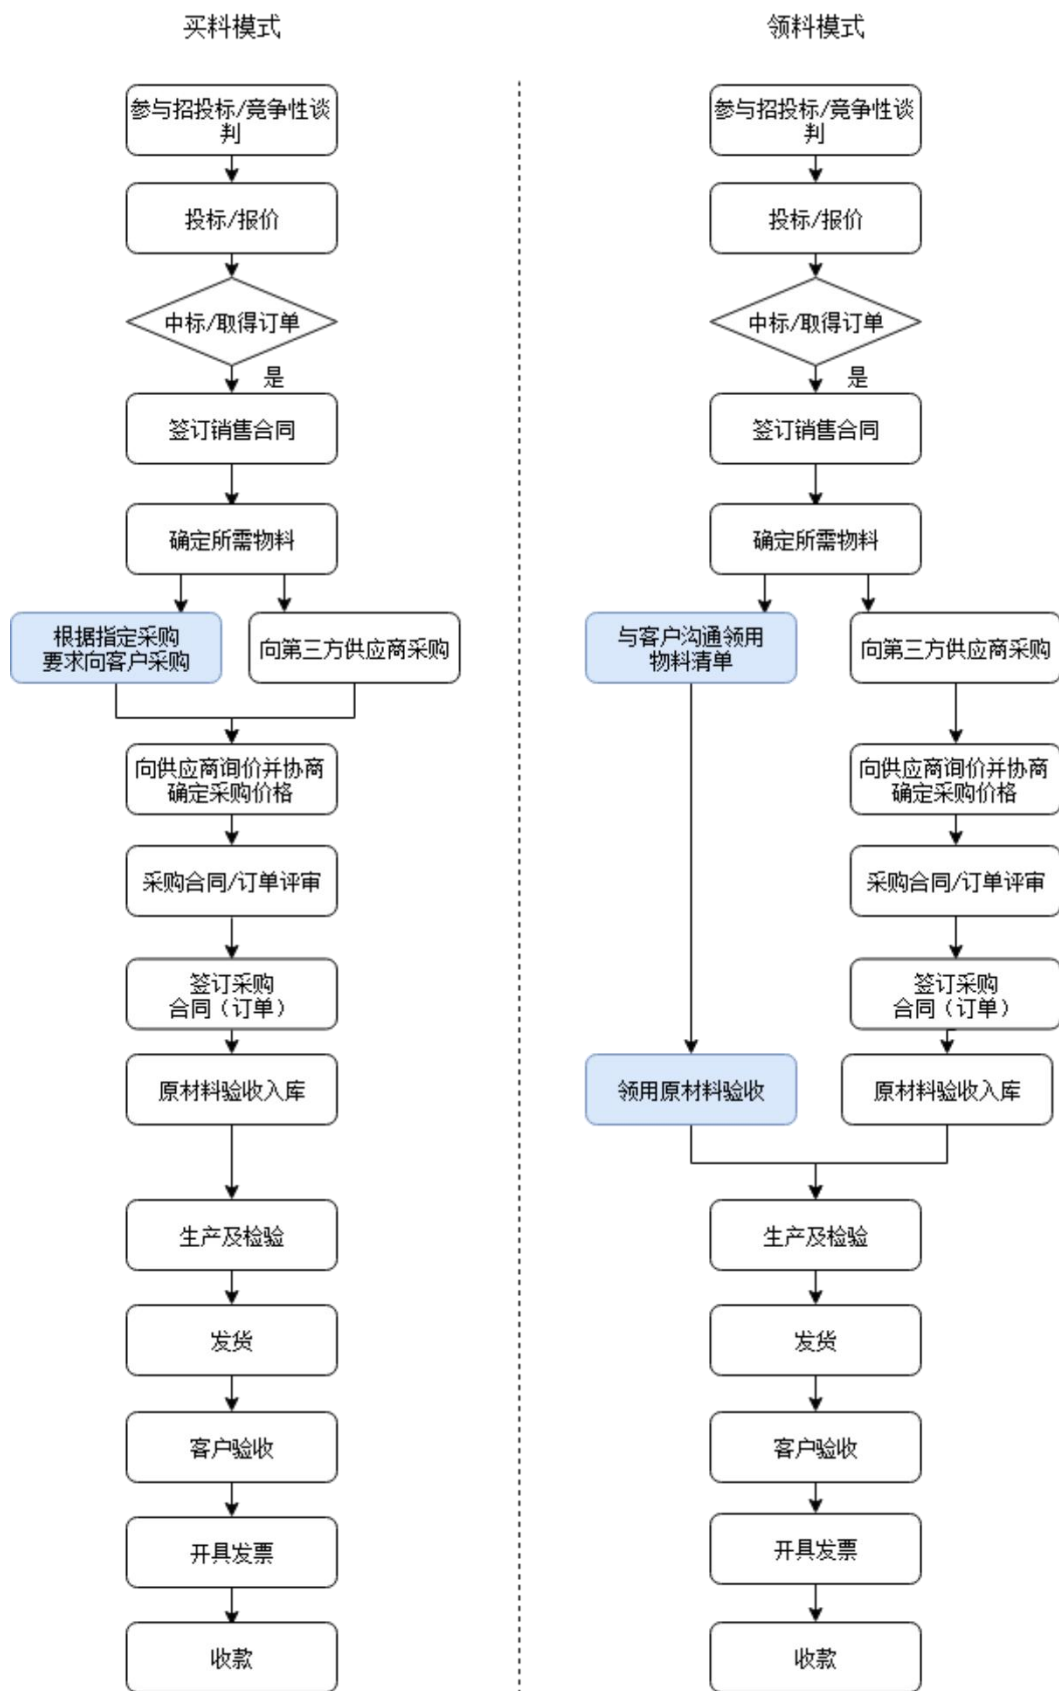 买料模式
参与招投标/竞争性谈
判
投标/报价
中标/取得订单
是
签订销售合同
确定所需物料
根据指定采购
要求向客户采购
向第三方供应商采购
向供应商询价并协商
确定采购价格
采购合同/订单评审
签订采购
合同（订单）
原材料验收入库
生产及检验
发货
客户验收
开具发票
收款
领料模式
参与招投标/竞争性谈
判
投标/报价
中标/取得订单
是
签订销售合同
确定所需物料
与客户沟通领用
物料清单
向第三方供应商采购
向供应商询价并协商
确定采购价格
采购合同/订单评审
签订采购
合同（订单）
领用原材料验收
原材料验收入库
生产及检验
发货
客户验收
开具发票
收款